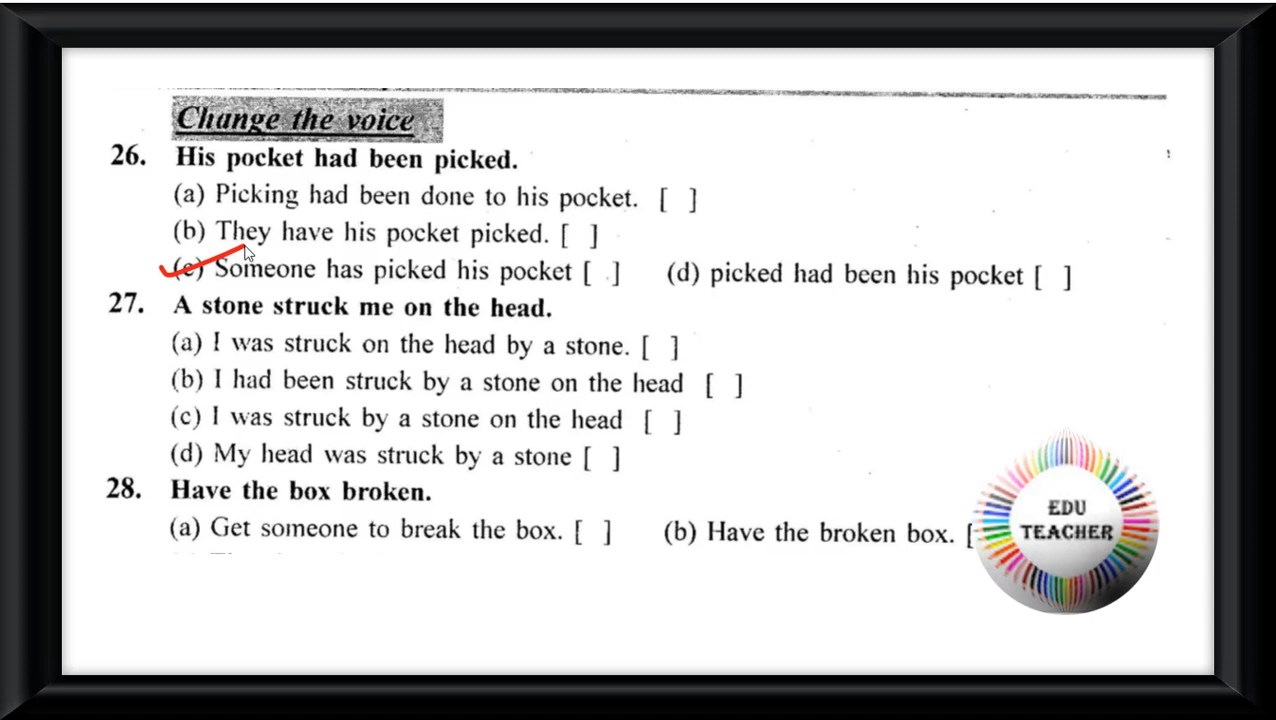 Change the voice
26. His pocket had been picked.
(a) Picking had been done to his pocket. [ ]
(b) They have his pocket picked. [ ]
(c) Someone has picked his pocket [ ] (d) picked had been his pocket [ ]
27. A stone struck me on the head.
(a) I was struck on the head by a stone. [ ]
(b) I had been struck by a stone on the head [ ]
(c) I was struck by a stone on the head [ ]
(d) My head was struck by a stone [ ]
28. Have the box broken.
(a) Get someone to break the box. [ ] (b) Have the broken box. [
EDU
TEACHER